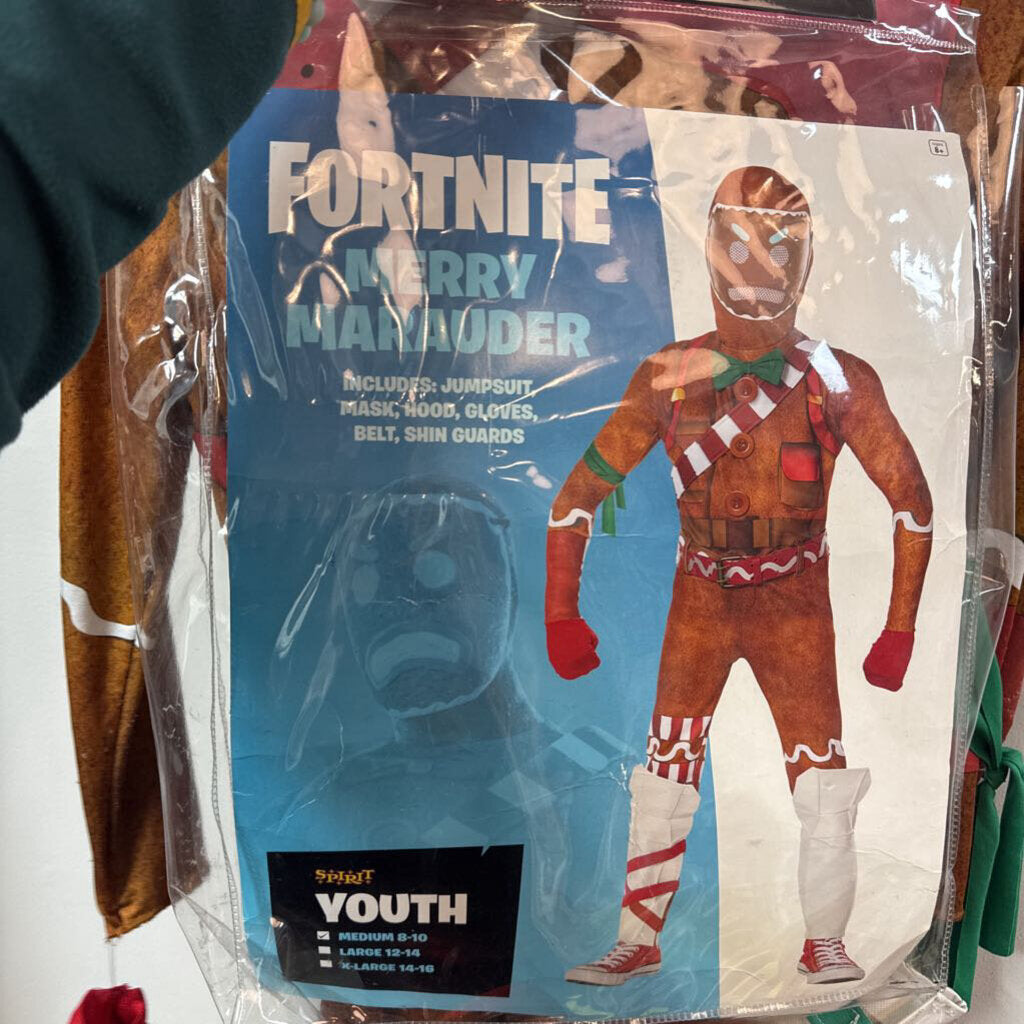 FORTNITE
MERRY
MARAUDER
INCLUDES: JUMPSUIT,
MASK, HOOD, GLOVES,
BELT, SHIN GUARDS
8+
SPIRIT
YOUTH
MEDIUM 8-10
LARGE 12-14
X-LARGE 14-16